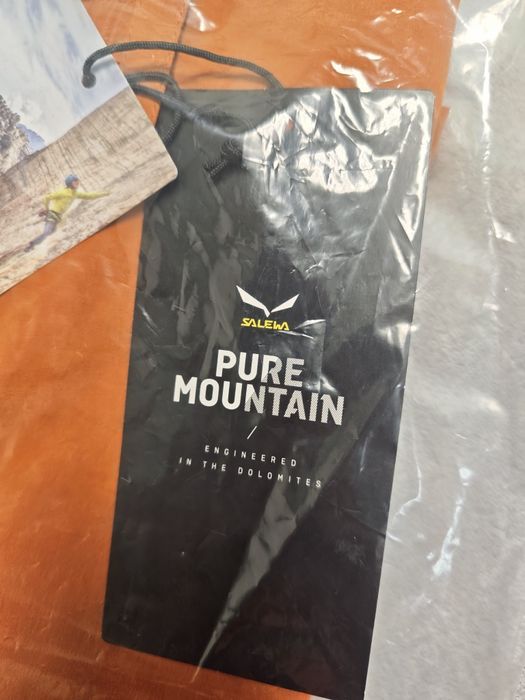 SALEWA
PURE
MOUNTAIN
/
ENGINEERED
IN THE DOLOMITES